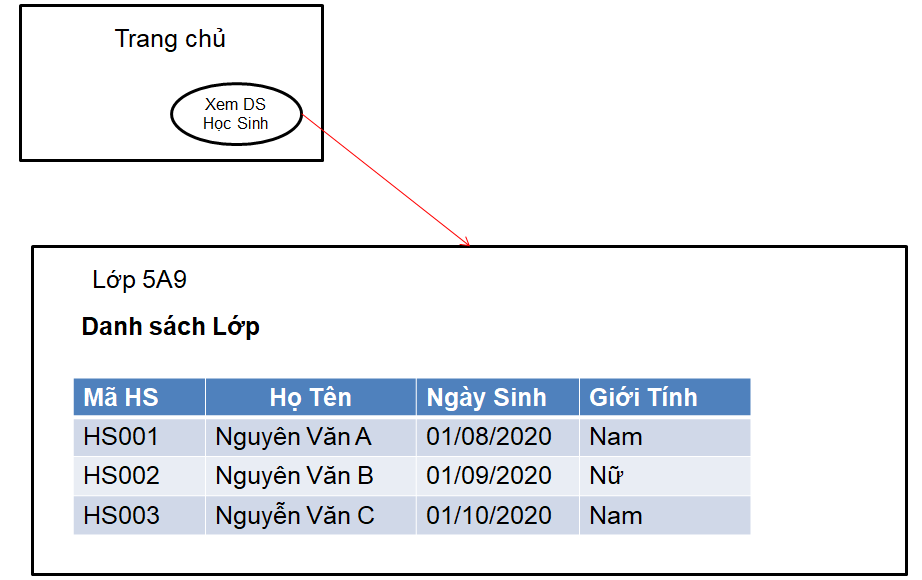 Trang chủ
Xem DS
Học Sinh
Lớp 5A9
Danh sách Lớp
Mã HS Họ Tên Ngày Sinh Giới Tính
HS001 Nguyên Văn A 01/08/2020 Nam
HS002 Nguyên Văn B 01/09/2020 Nữ
HS003 Nguyễn Văn C 01/10/2020 Nam